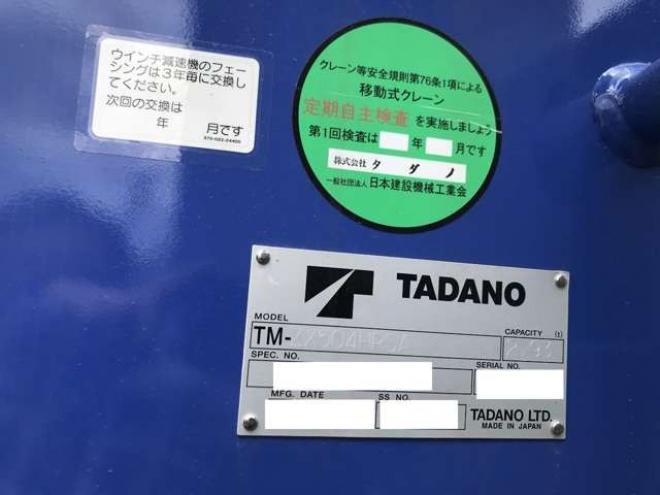 ウインチ減速機のフェー
シングは3年毎に交換し
てください。
次回の交換は
年 月です
クレーン等安全規則第76条1項による
移動式クレーン
定期自主検査 を実施しましょう
第1回検査は 年 月です
株式会社 タダノ
一般社団法人 日本建設機械工業会
TADANO
MODEL
TM-ZX504HRSA
CAPACITY (t)
2.93
SPEC. NO.
SERIAL NO.
MFG. DATE
SS NO.
TADANO LTD.
MADE IN JAPAN